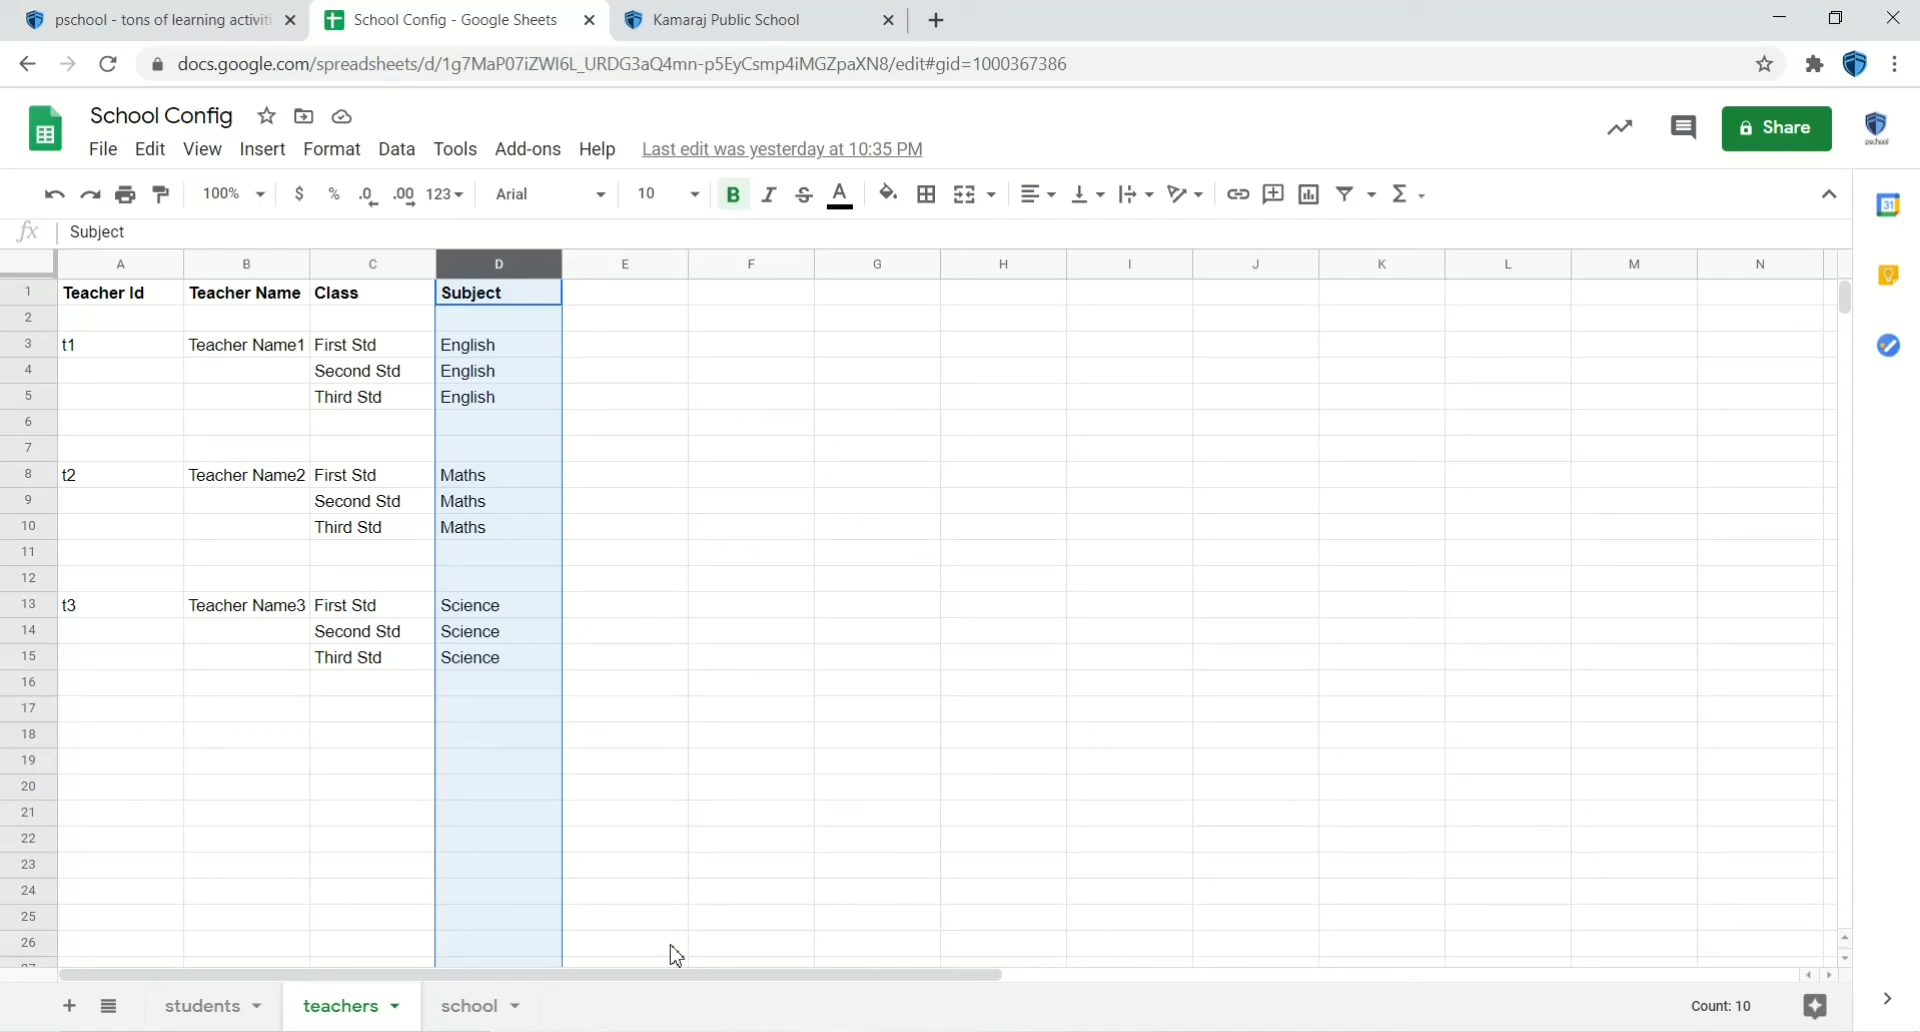 pschool - tons of learning activiti
School Config - Google Sheets
Kamaraj Public School
docs.google.com/spreadsheets/d/1g7MaP07iZWI6L_URDG3aQ4mn-p5EyCsmp4iMGZpaXN8/edit#gid=1000367386
School Config
Share
pschool
File Edit View Insert Format Data Tools Add-ons Help Last edit was yesterday at 10:35 PM
100% $ % .0 .00 123 Arial 10 B I S A Σ
31
fx Subject
A B C D E F G H I J K L M N
1 Teacher Id Teacher Name Class Subject
2
3 t1 Teacher Name1 First Std English
4 Second Std English
5 Third Std English
6
7
8 t2 Teacher Name2 First Std Maths
9 Second Std Maths
10 Third Std Maths
11
12
13 t3 Teacher Name3 First Std Science
14 Second Std Science
15 Third Std Science
16
17
18
19
20
21
22
23
24
25
26
27
students teachers school Count: 10